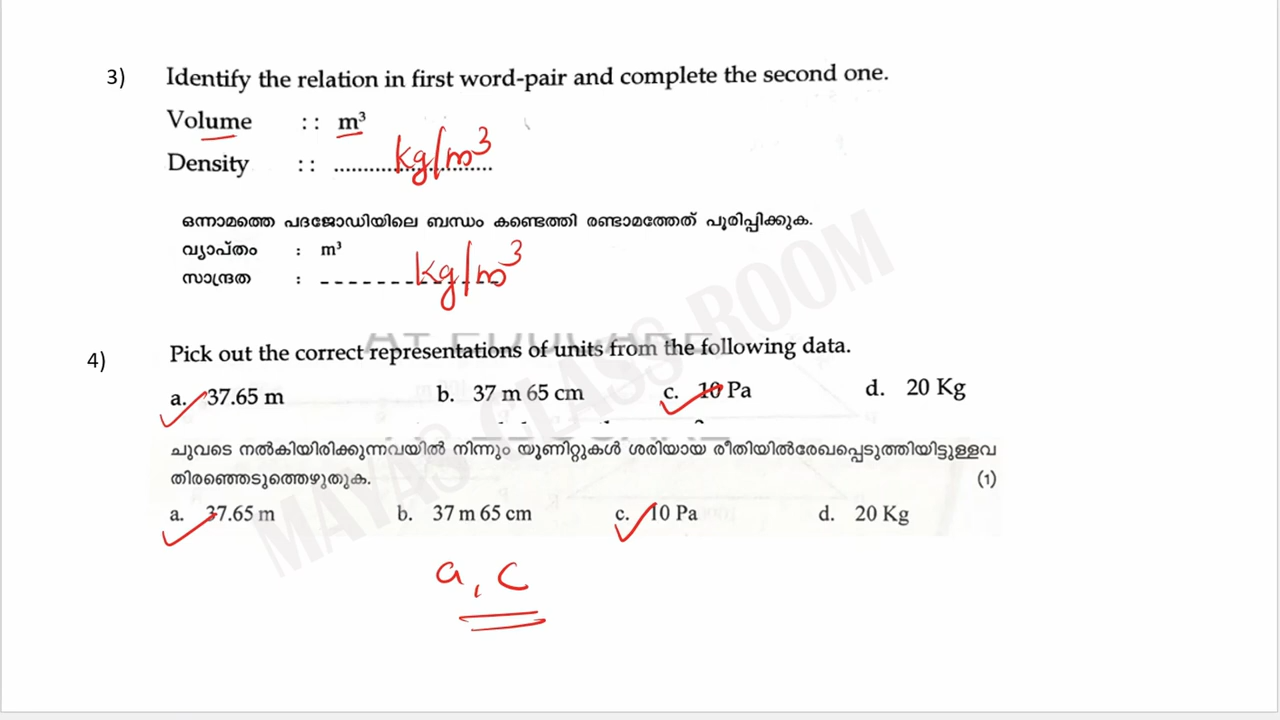 3) Identify the relation in first word-pair and complete the second one.
Volume :: m³
Density :: ........................... kg/m³
ഒന്നാമത്തെ പദജോഡിയിലെ ബന്ധം കണ്ടെത്തി രണ്ടാമത്തേത് പൂരിപ്പിക്കുക.
വ്യാപ്തം : m³
സാന്ദ്രത : ------------- kg/m³
4) Pick out the correct representations of units from the following data.
a. 37.65 m b. 37 m 65 cm c. 10 Pa d. 20 Kg
ചുവടെ നൽകിയിരിക്കുന്നവയിൽ നിന്നും യൂണിറ്റുകൾ ശരിയായ രീതിയിൽരേഖപ്പെടുത്തിയിട്ടുള്ളവ
തിരഞ്ഞെടുത്തെഴുതുക. (1)
a. 37.65 m b. 37 m 65 cm c. 10 Pa d. 20 Kg
a, c
MAYAS CLASS ROOM